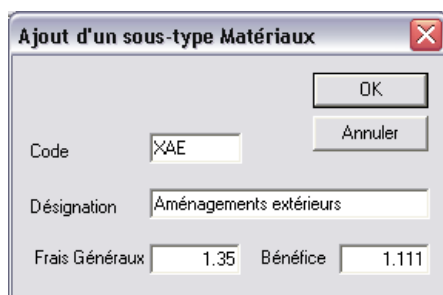 Ajout d'un sous-type Matériaux
OK
Annuler
Code XAE
Désignation Aménagements extérieurs
Frais Généraux 1.35 Bénéfice 1.111